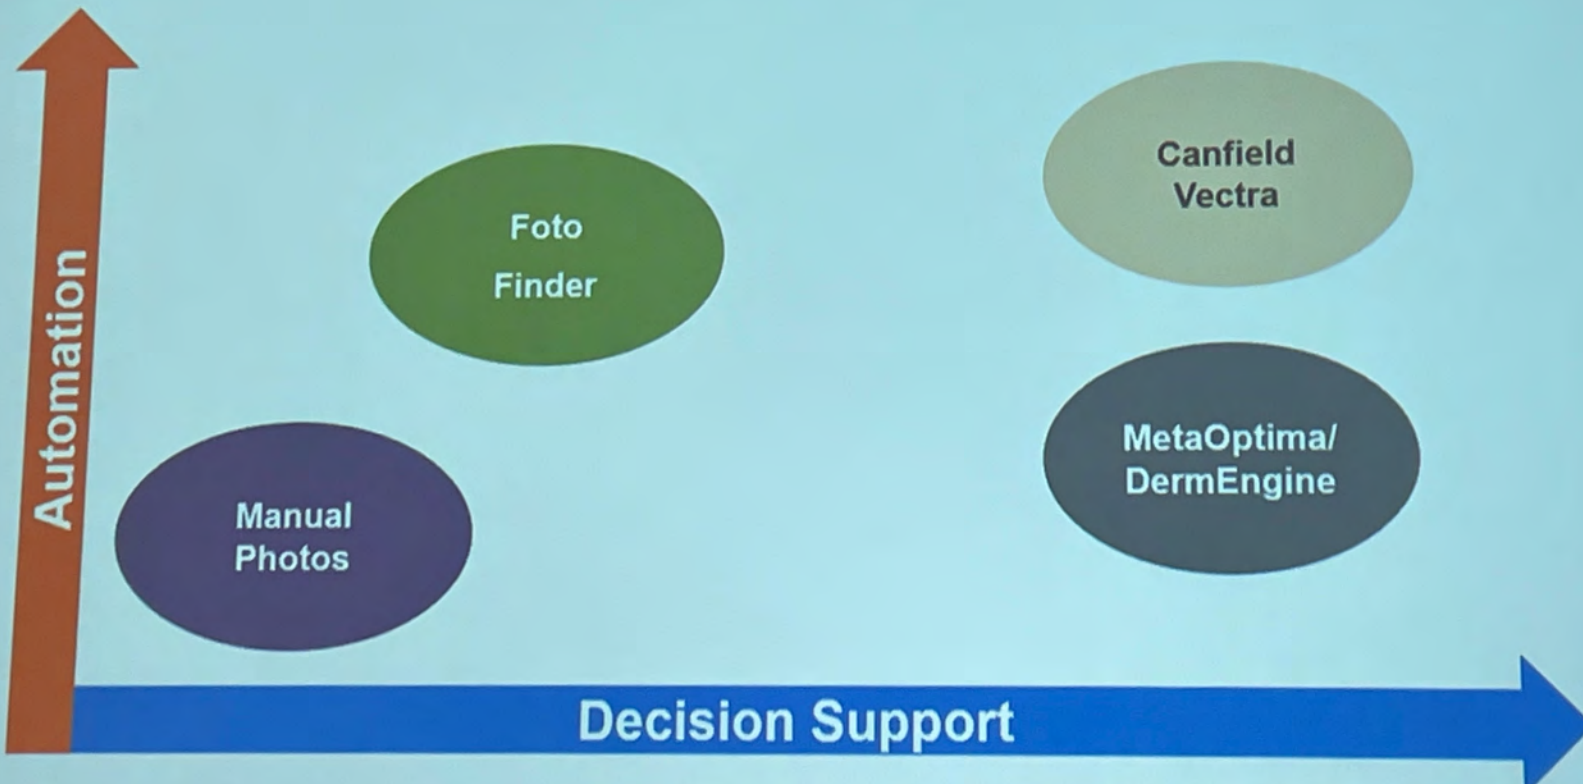 Automation
Foto
Finder
Canfield
Vectra
Manual
Photos
MetaOptima/
DermEngine
Decision Support